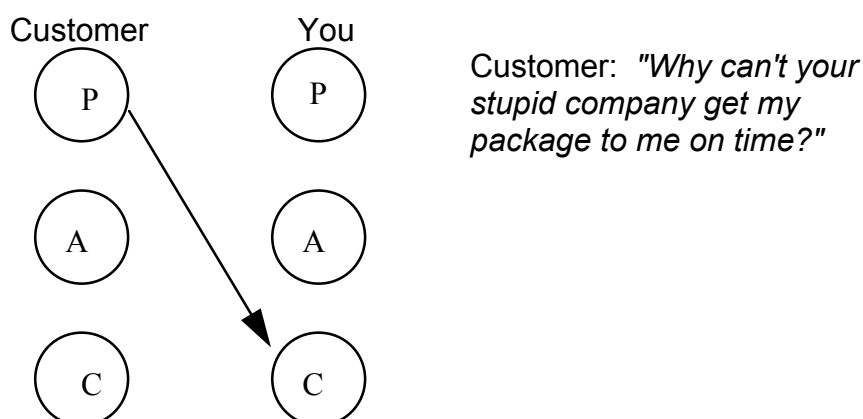 Customer You
P P
A A
C C
Customer: "Why can't your
stupid company get my
package to me on time?"